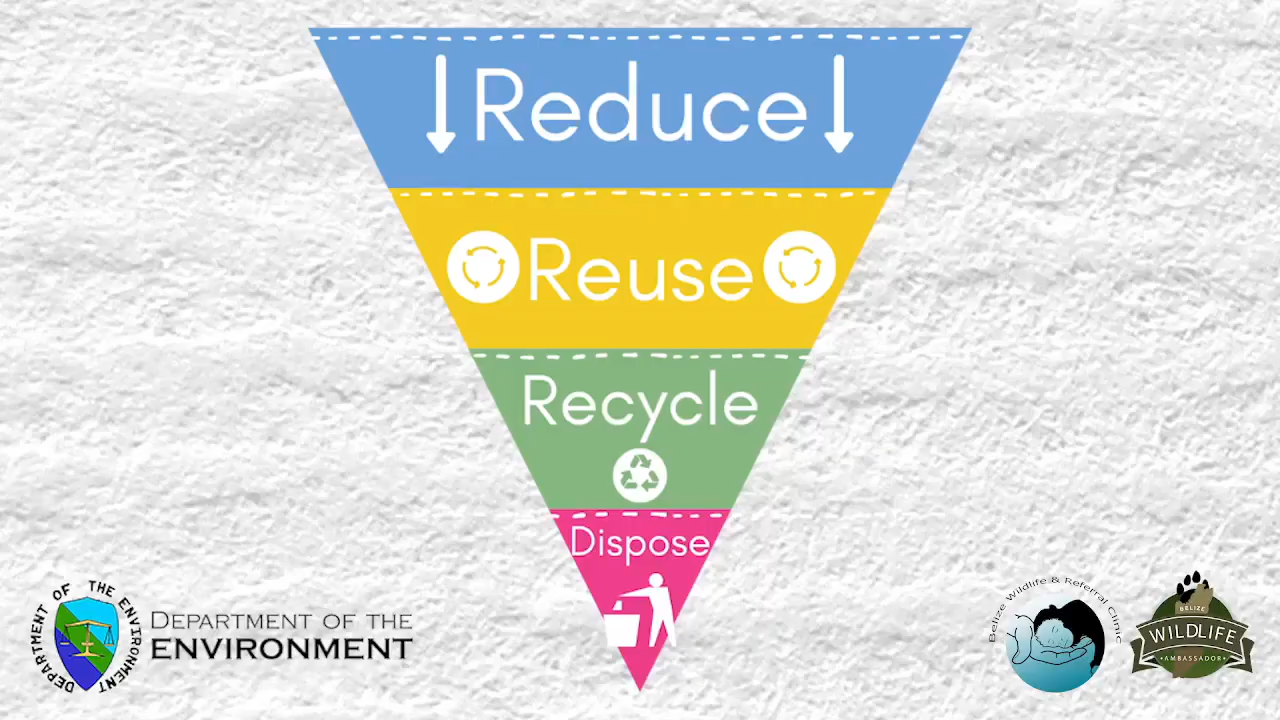 Reduce
Reuse
Recycle
Dispose
DEPARTMENT OF THE ENVIRONMENT
DEPARTMENT OF THE
ENVIRONMENT
Belize Wildlife & Referral Clinic
BELIZE
WILDLIFE
AMBASSADOR